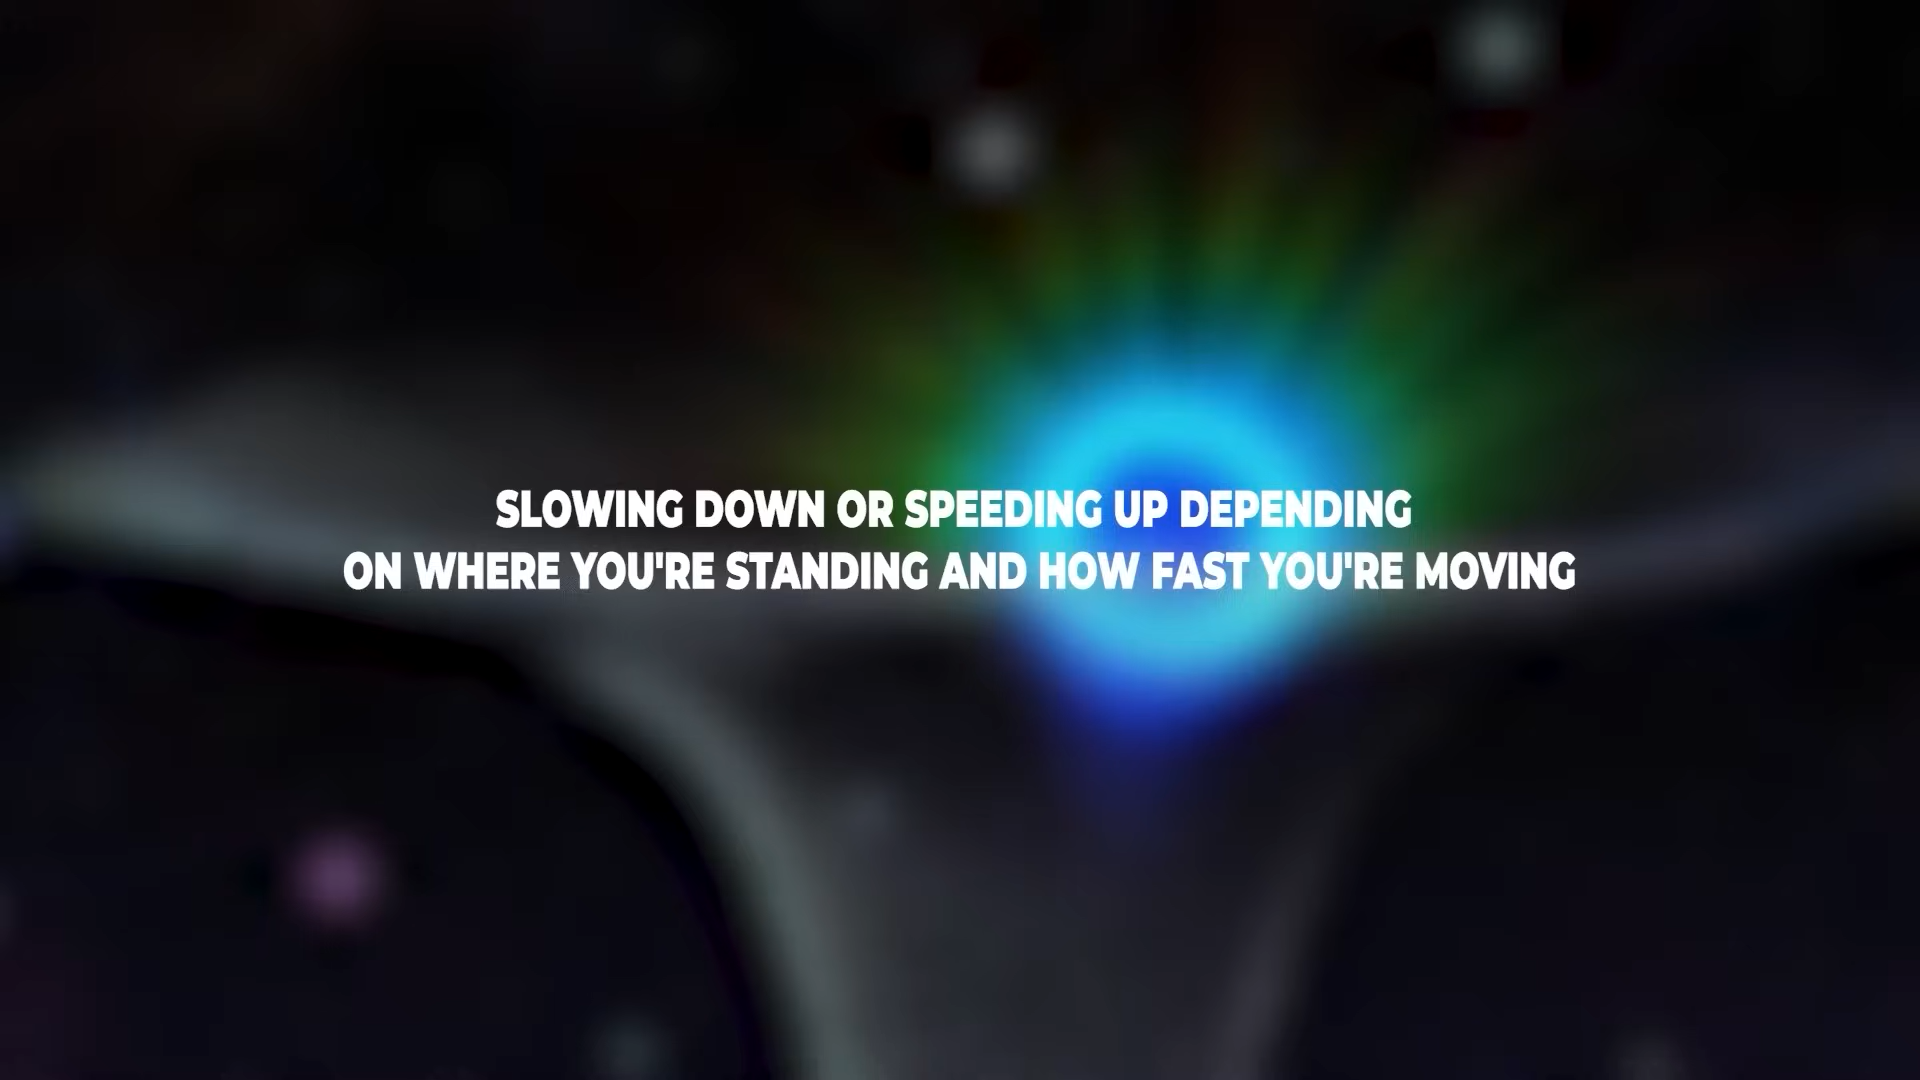 SLOWING DOWN OR SPEEDING UP DEPENDING
ON WHERE YOU'RE STANDING AND HOW FAST YOU'RE MOVING